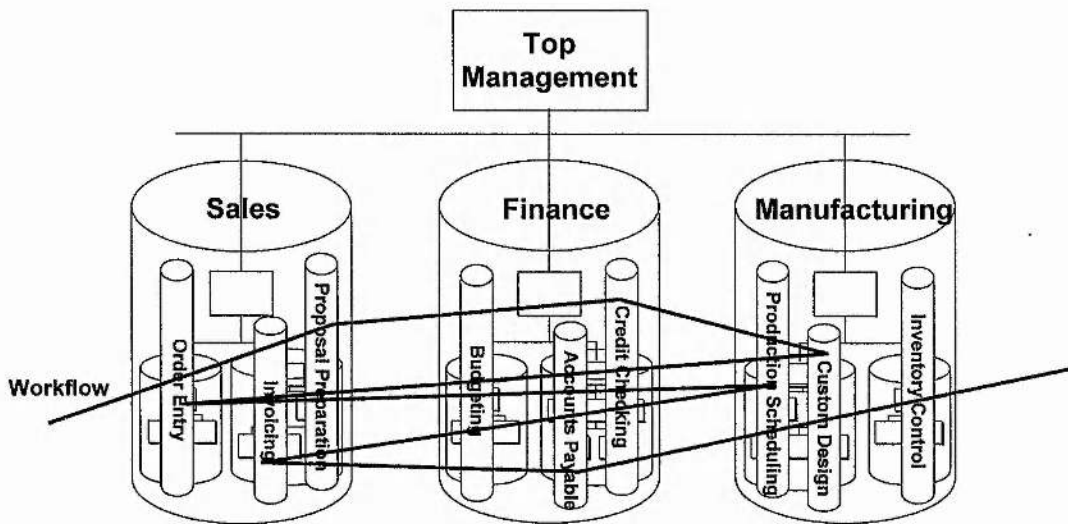 Top
Management
Sales
Finance
Manufacturing
Workflow
Order Entry
Invoicing
Proposal Preparation
Budgeting
Accounts Payable
Credit Checking
Production Scheduling
Custom Design
Inventory Control